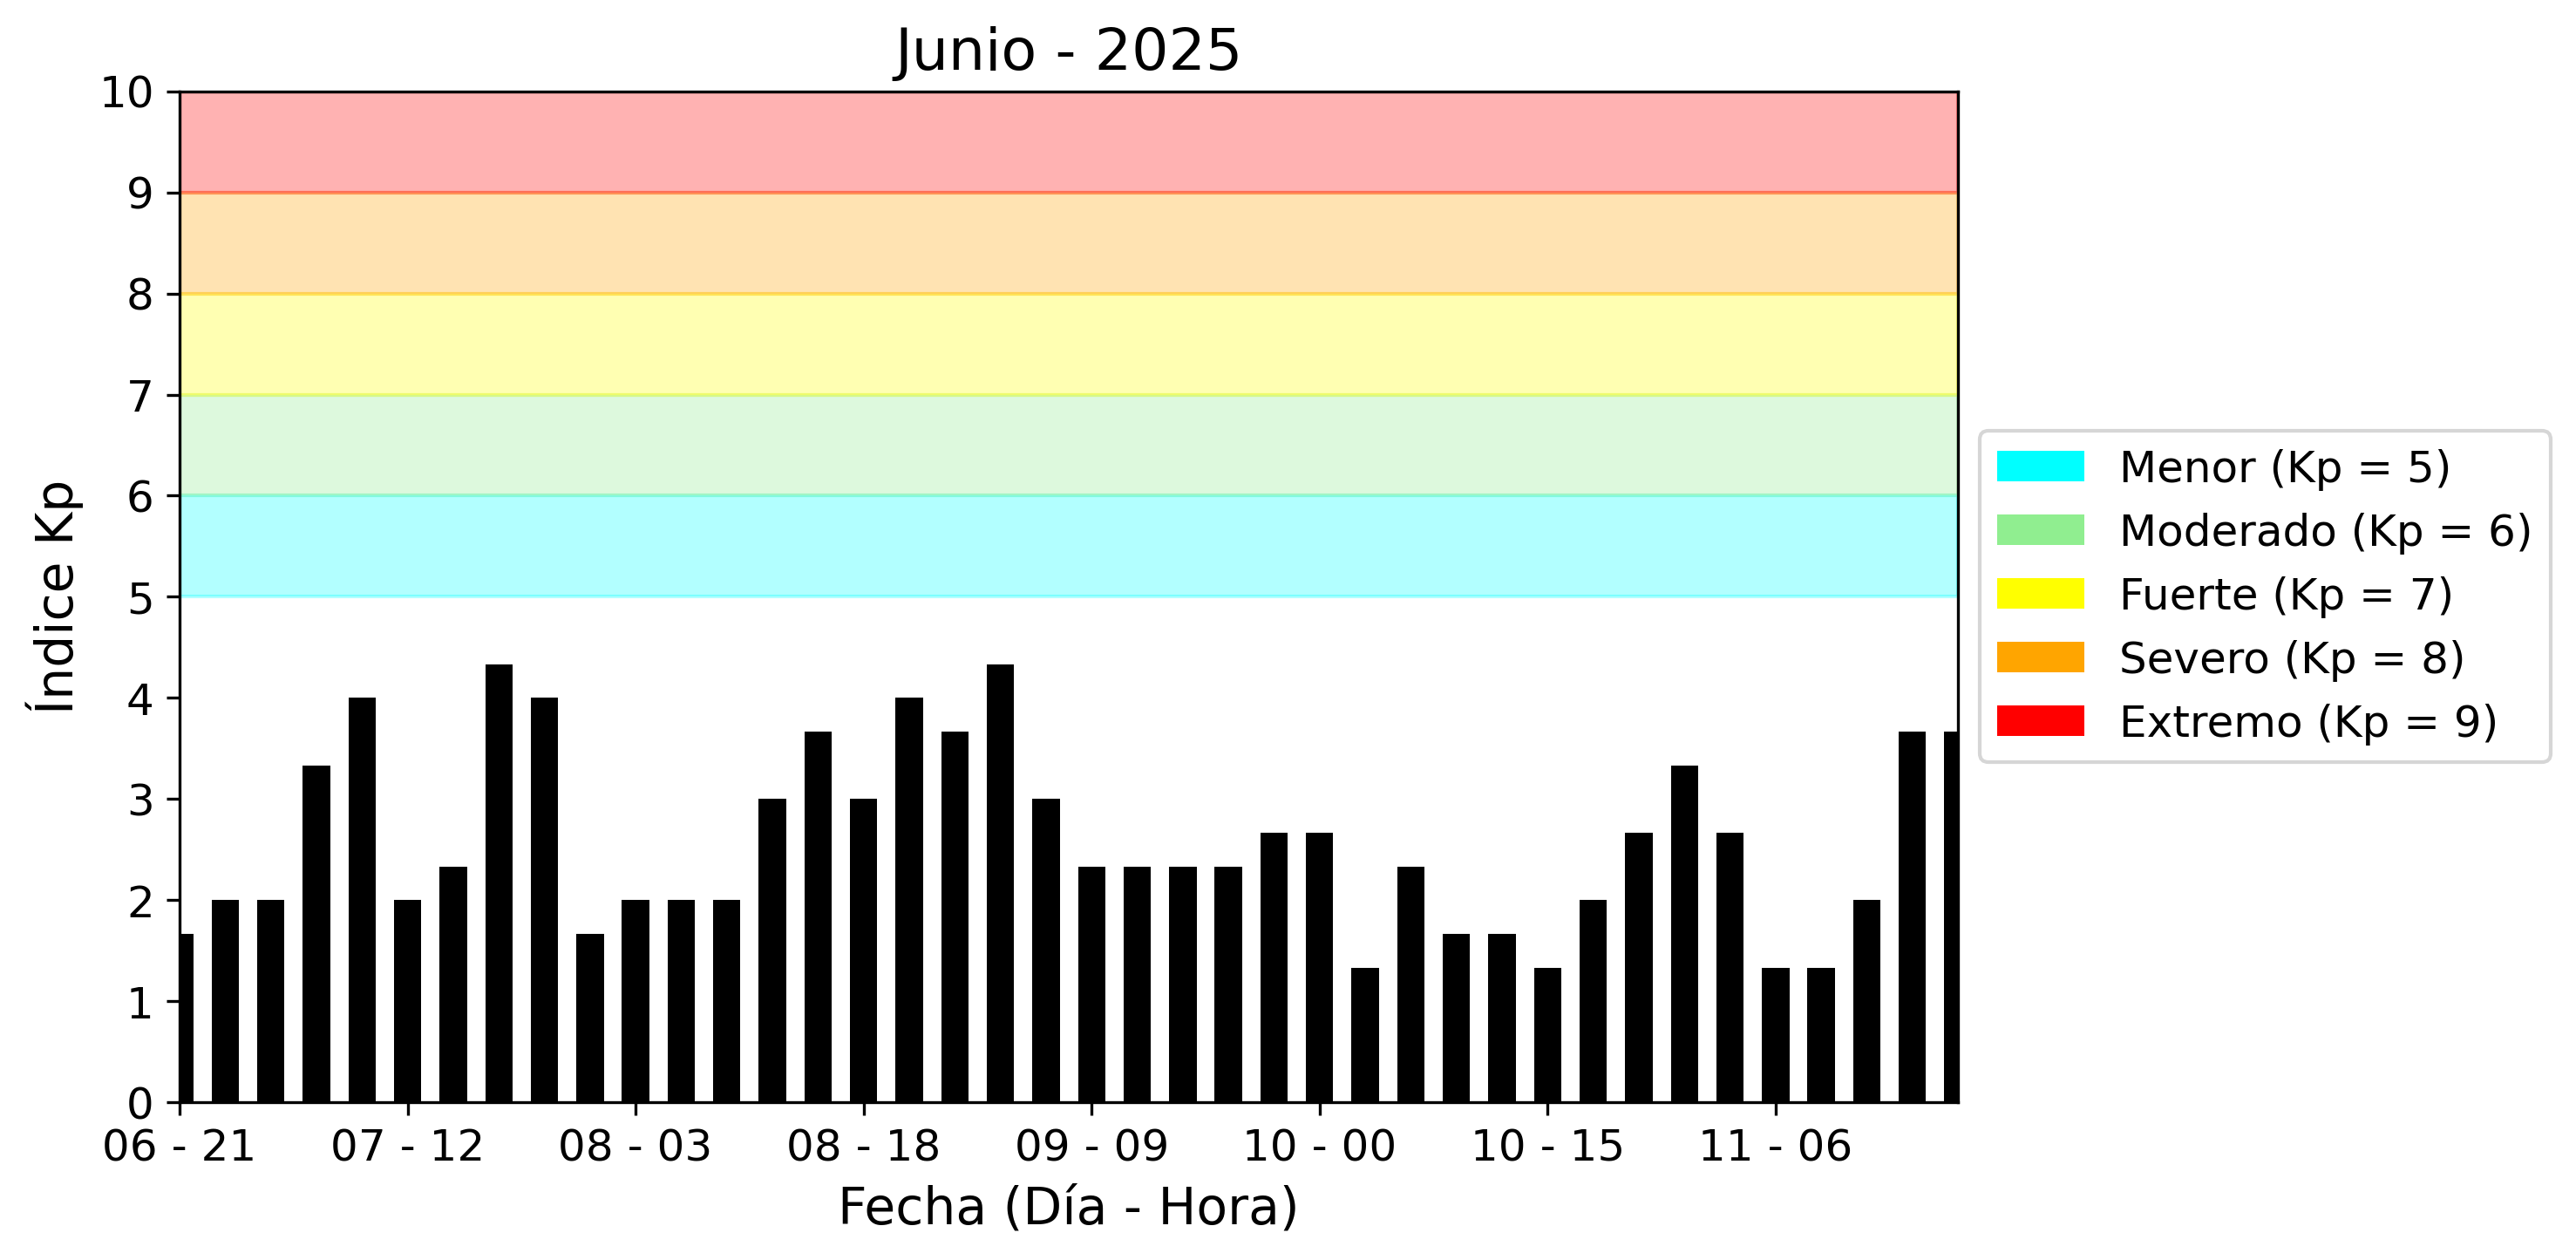 Junio - 2025
10
9
8
7
6
5
4
3
2
1
0
Índice Kp
06 - 21
07 - 12
08 - 03
08 - 18
09 - 09
10 - 00
10 - 15
11 - 06
Fecha (Día - Hora)
Menor (Kp = 5)
Moderado (Kp = 6)
Fuerte (Kp = 7)
Severo (Kp = 8)
Extremo (Kp = 9)